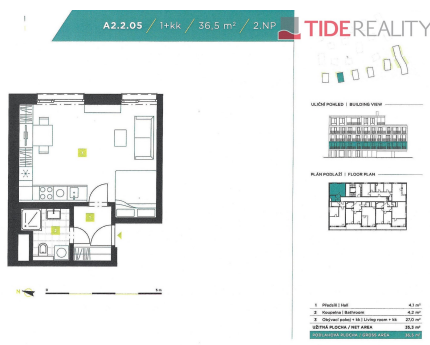 A2.2.05 / 1+kk / 36,5 m² / 2.NP
TIDEREALITY
ULIČNÍ POHLED | BUILDING VIEW
PLÁN PODLAŽÍ | FLOOR PLAN
1 Předsíň | Hall 4,1 m²
2 Koupelna | Bathroom 4,2 m²
3 Obývací pokoj + kk | Living room + kk 27,0 m²
UŽITNÁ PLOCHA / NET AREA 35,3 m²